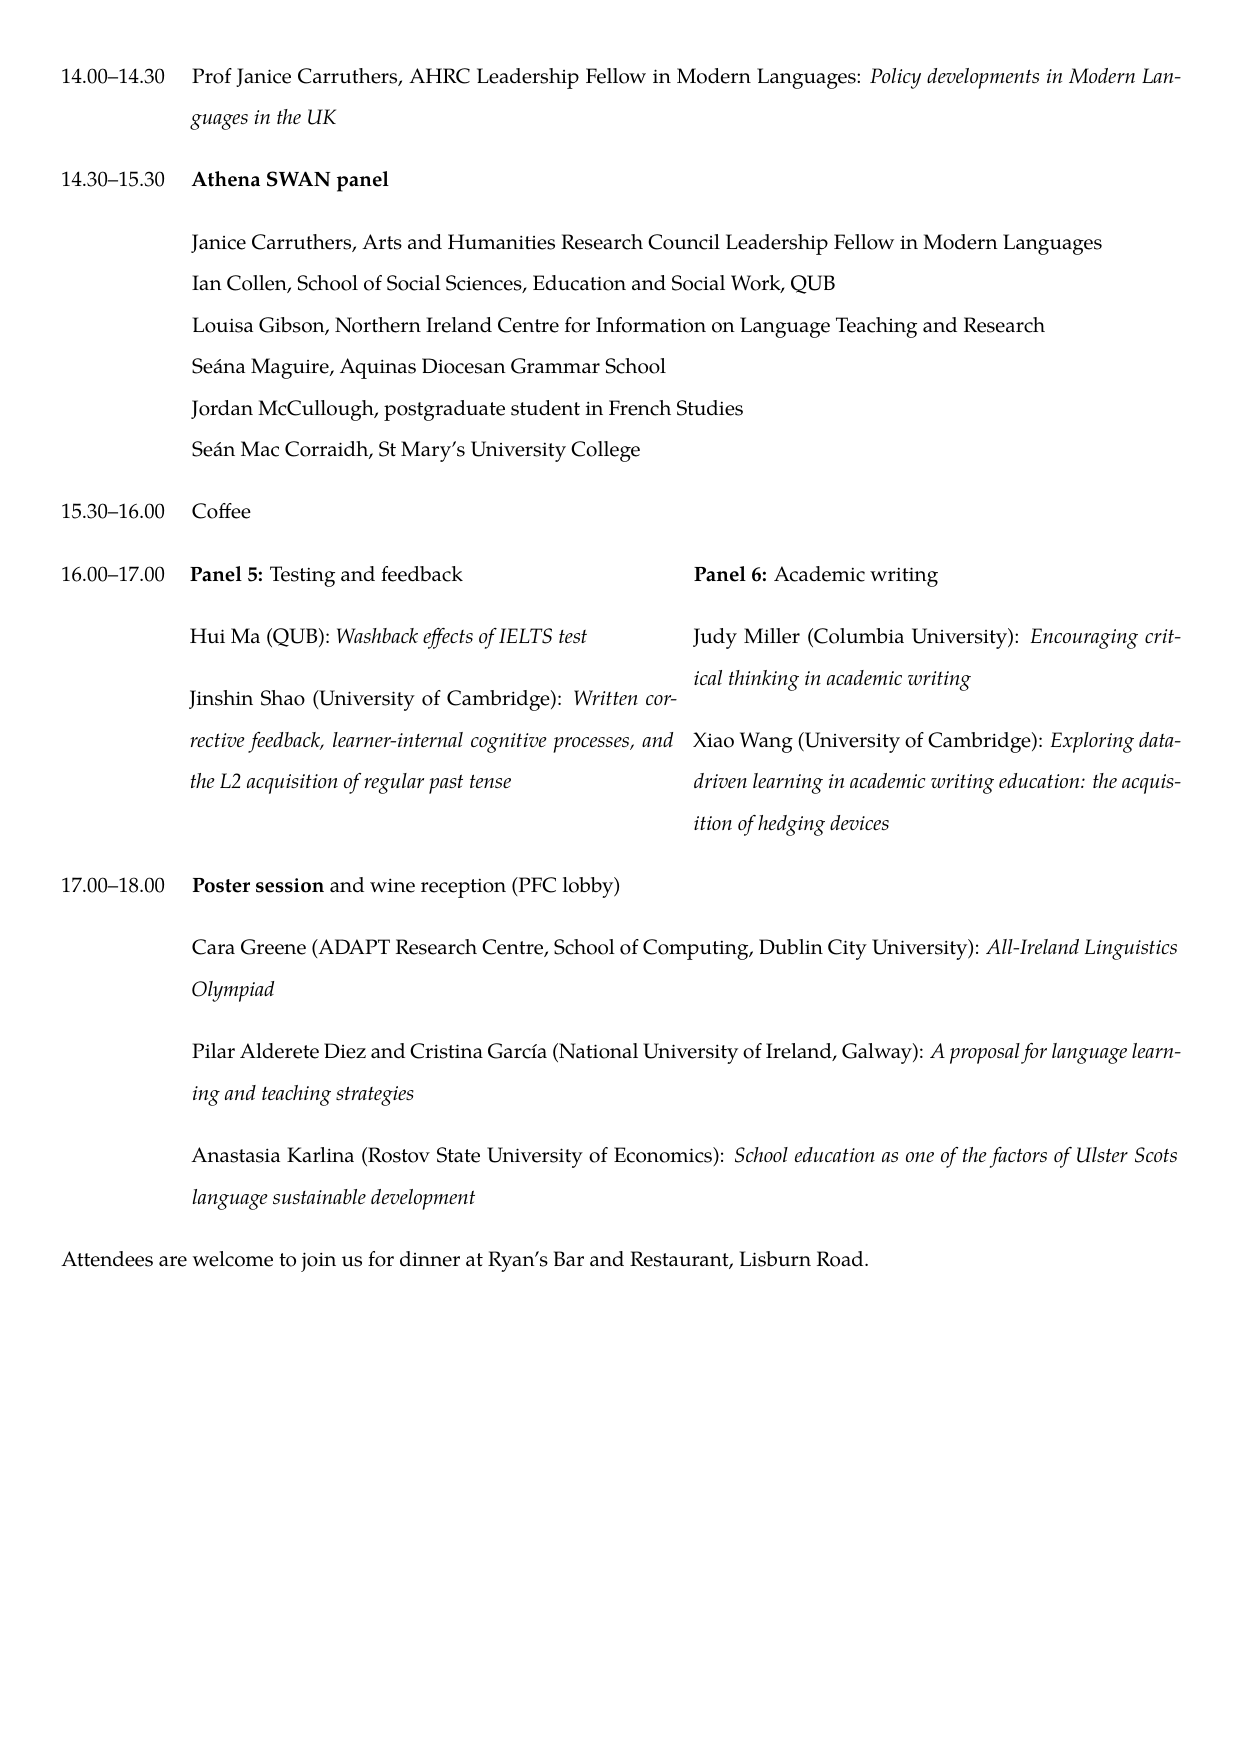 14.00–14.30 Prof Janice Carruthers, AHRC Leadership Fellow in Modern Languages: Policy developments in Modern Lan-
guages in the UK
14.30–15.30 Athena SWAN panel
Janice Carruthers, Arts and Humanities Research Council Leadership Fellow in Modern Languages
Ian Collen, School of Social Sciences, Education and Social Work, QUB
Louisa Gibson, Northern Ireland Centre for Information on Language Teaching and Research
Seána Maguire, Aquinas Diocesan Grammar School
Jordan McCullough, postgraduate student in French Studies
Seán Mac Corraidh, St Mary's University College
15.30–16.00 Coffee
16.00–17.00 Panel 5: Testing and feedback
Hui Ma (QUB): Washback effects of IELTS test
Jinshin Shao (University of Cambridge): Written cor-
rective feedback, learner-internal cognitive processes, and
the L2 acquisition of regular past tense
Panel 6: Academic writing
Judy Miller (Columbia University): Encouraging crit-
ical thinking in academic writing
Xiao Wang (University of Cambridge): Exploring data-
driven learning in academic writing education: the acquis-
ition of hedging devices
17.00–18.00 Poster session and wine reception (PFC lobby)
Cara Greene (ADAPT Research Centre, School of Computing, Dublin City University): All-Ireland Linguistics
Olympiad
Pilar Alderete Diez and Cristina García (National University of Ireland, Galway): A proposal for language learn-
ing and teaching strategies
Anastasia Karlina (Rostov State University of Economics): School education as one of the factors of Ulster Scots
language sustainable development
Attendees are welcome to join us for dinner at Ryan's Bar and Restaurant, Lisburn Road.